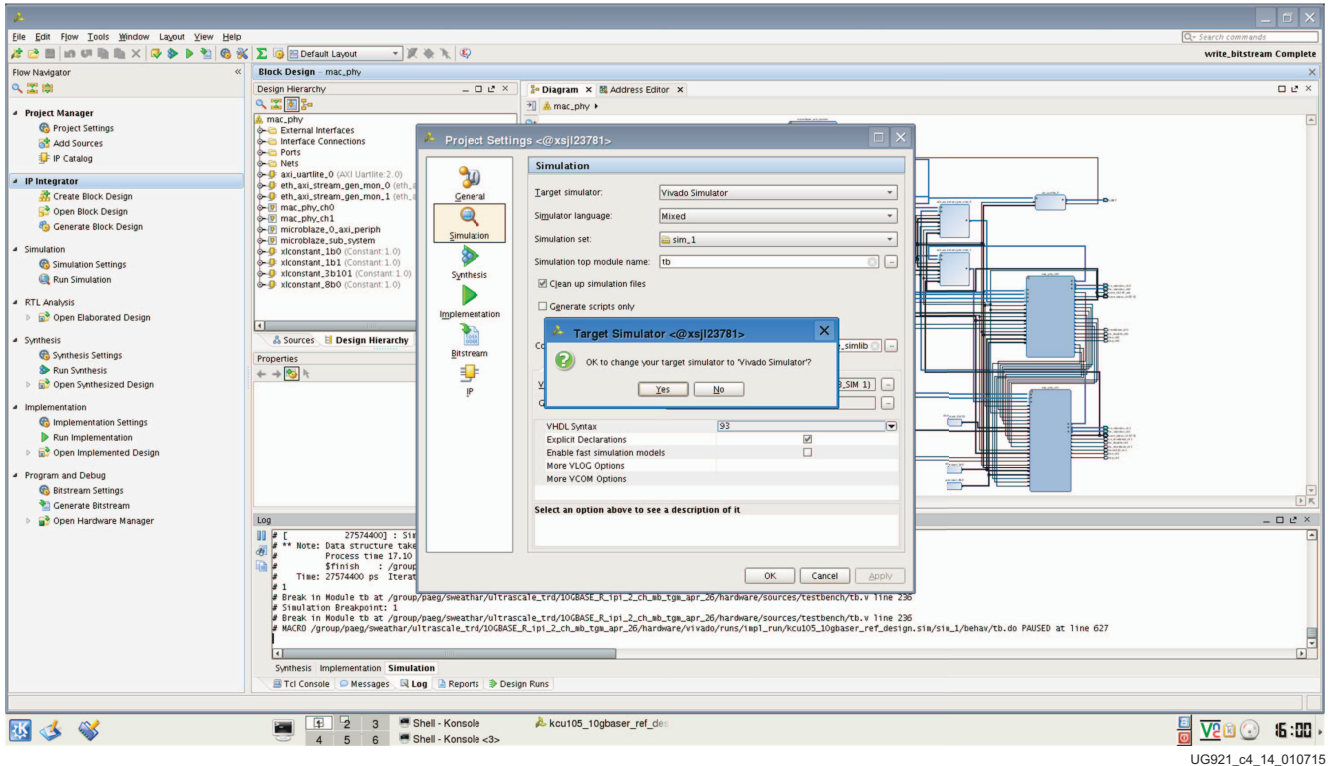 File Edit Flow Tools Window Layout View Help
Search commands
Default Layout
write_bitstream Complete
Flow Navigator
Project Manager
Project Settings
Add Sources
IP Catalog
IP Integrator
Create Block Design
Open Block Design
Generate Block Design
Simulation
Simulation Settings
Run Simulation
RTL Analysis
Open Elaborated Design
Synthesis
Synthesis Settings
Run Synthesis
Open Synthesized Design
Implementation
Implementation Settings
Run Implementation
Open Implemented Design
Program and Debug
Bitstream Settings
Generate Bitstream
Open Hardware Manager
Block Design - mac_phy
Design Hierarchy
mac_phy
External Interfaces
Interface Connections
Ports
Nets
axi_uartlite_0 (AXI Uartlite:2.0)
eth_axi_stream_gen_mon_0 (eth_
eth_axi_stream_gen_mon_1 (eth_
mac_phy_ch0
mac_phy_ch1
microblaze_0_axi_periph
microblaze_sub_system
xlconstant_1b0 (Constant:1.0)
xlconstant_1b1 (Constant:1.0)
xlconstant_3b101 (Constant:1.0)
xlconstant_8b0 (Constant:1.0)
Sources Design Hierarchy
Properties
Diagram Address Editor
mac_phy
Project Settings <@xsjl23781>
General
Simulation
Synthesis
Implementation
Bitstream
IP
Simulation
Target simulator: Vivado Simulator
Simulator language: Mixed
Simulation set: sim_1
Simulation top module name: tb
Clean up simulation files
Generate scripts only
Co
_simlib
Target Simulator <@xsjl23781>
OK to change your target simulator to 'Vivado Simulator'?
Yes No
VHDL Syntax 93
Explicit Declarations
Enable fast simulation models
More VLOG Options
More VCOM Options
Select an option above to see a description of it
OK Cancel Apply
Log
# [ 27574400] : Sim
# ** Note: Data structure take
# Process time 17.10
# $finish : /group
# Time: 27574400 ps Iterat
# 1
# Break in Module tb at /group/paeg/sweathar/ultrascale_trd/10GBASE_R_ipi_2_ch_mb_tgm_apr_26/hardware/sources/testbench/tb.v line 236
# Simulation Breakpoint: 1
# Break in Module tb at /group/paeg/sweathar/ultrascale_trd/10GBASE_R_ipi_2_ch_mb_tgm_apr_26/hardware/sources/testbench/tb.v line 236
# MACRO /group/paeg/sweathar/ultrascale_trd/10GBASE_R_ipi_2_ch_mb_tgm_apr_26/hardware/vivado/runs/impl_run/kcu105_10gbaser_ref_design.sim/sim_1/behav/tb.do PAUSED at line 627
Synthesis Implementation Simulation
Tcl Console Messages Log Reports Design Runs
2 3
4 5 6
Shell - Konsole
Shell - Konsole <3>
kcu105_10gbaser_ref_des
16:00
UG921_c4_14_010715